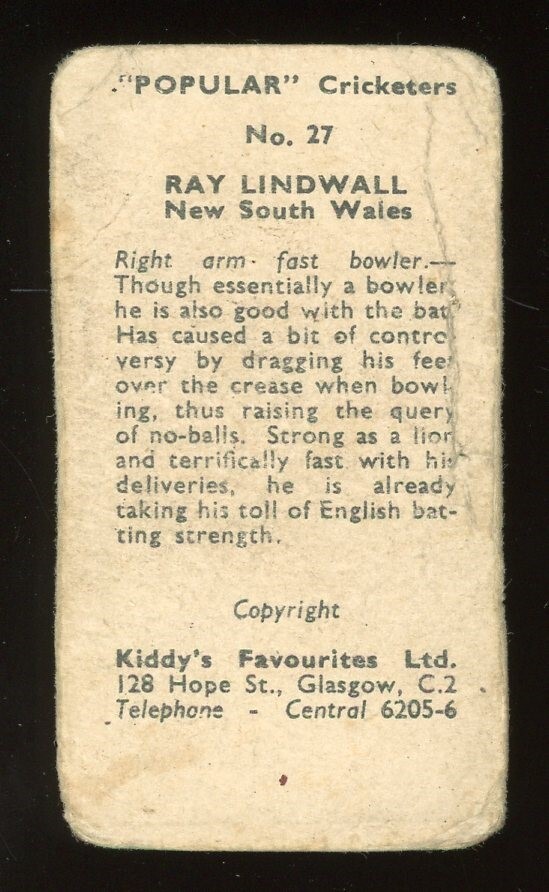 "POPULAR" Cricketers
No. 27
RAY LINDWALL
New South Wales
Right arm fast bowler.—
Though essentially a bowler
he is also good with the bat
Has caused a bit of contro
versy by dragging his feet
over the crease when bowl-
ing, thus raising the query
of no-balls. Strong as a lion
and terrifically fast with his
deliveries, he is already
taking his toll of English bat-
ting strength.
Copyright
Kiddy's Favourites Ltd.
128 Hope St., Glasgow, C.2
Telephone - Central 6205-6